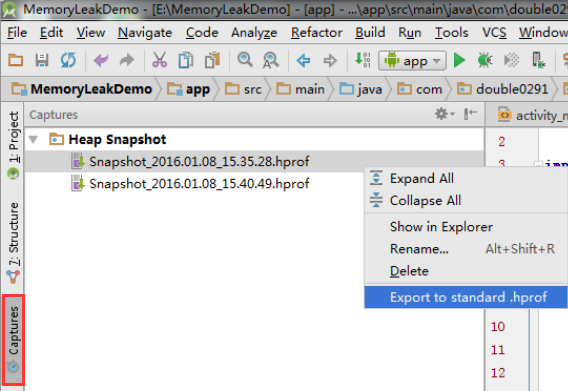 MemoryLeakDemo - [E:\MemoryLeakDemo] - [app] - ...\app\src\main\java\com\double029
File Edit View Navigate Code Analyze Refactor Build Run Tools VCS Window
app
MemoryLeakDemo app src main java com double0291
Captures
activity_m
1: Project
7: Structure
Captures
Heap Snapshot
Snapshot_2016.01.08_15.35.28.hprof
Snapshot_2016.01.08_15.40.49.hprof
Expand All
Collapse All
Show in Explorer
Rename... Alt+Shift+R
Delete
Export to standard .hprof
2
3 imp
10
11
12